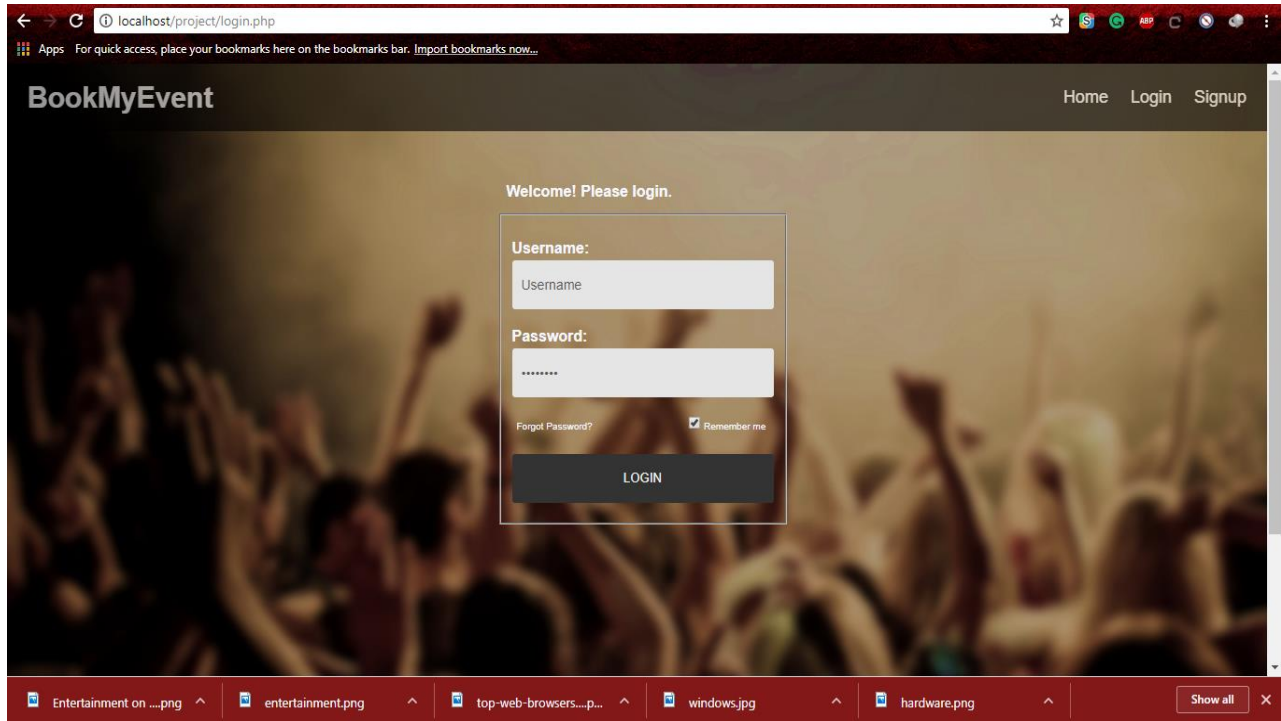 localhost/project/login.php
ABP
Apps For quick access, place your bookmarks here on the bookmarks bar. Import bookmarks now...
BookMyEvent
Home Login Signup
Welcome! Please login.
Username:
Username
Password:
••••••••
Forgot Password? Remember me
LOGIN
Entertainment on ....png entertainment.png top-web-browsers....p... windows.jpg hardware.png Show all